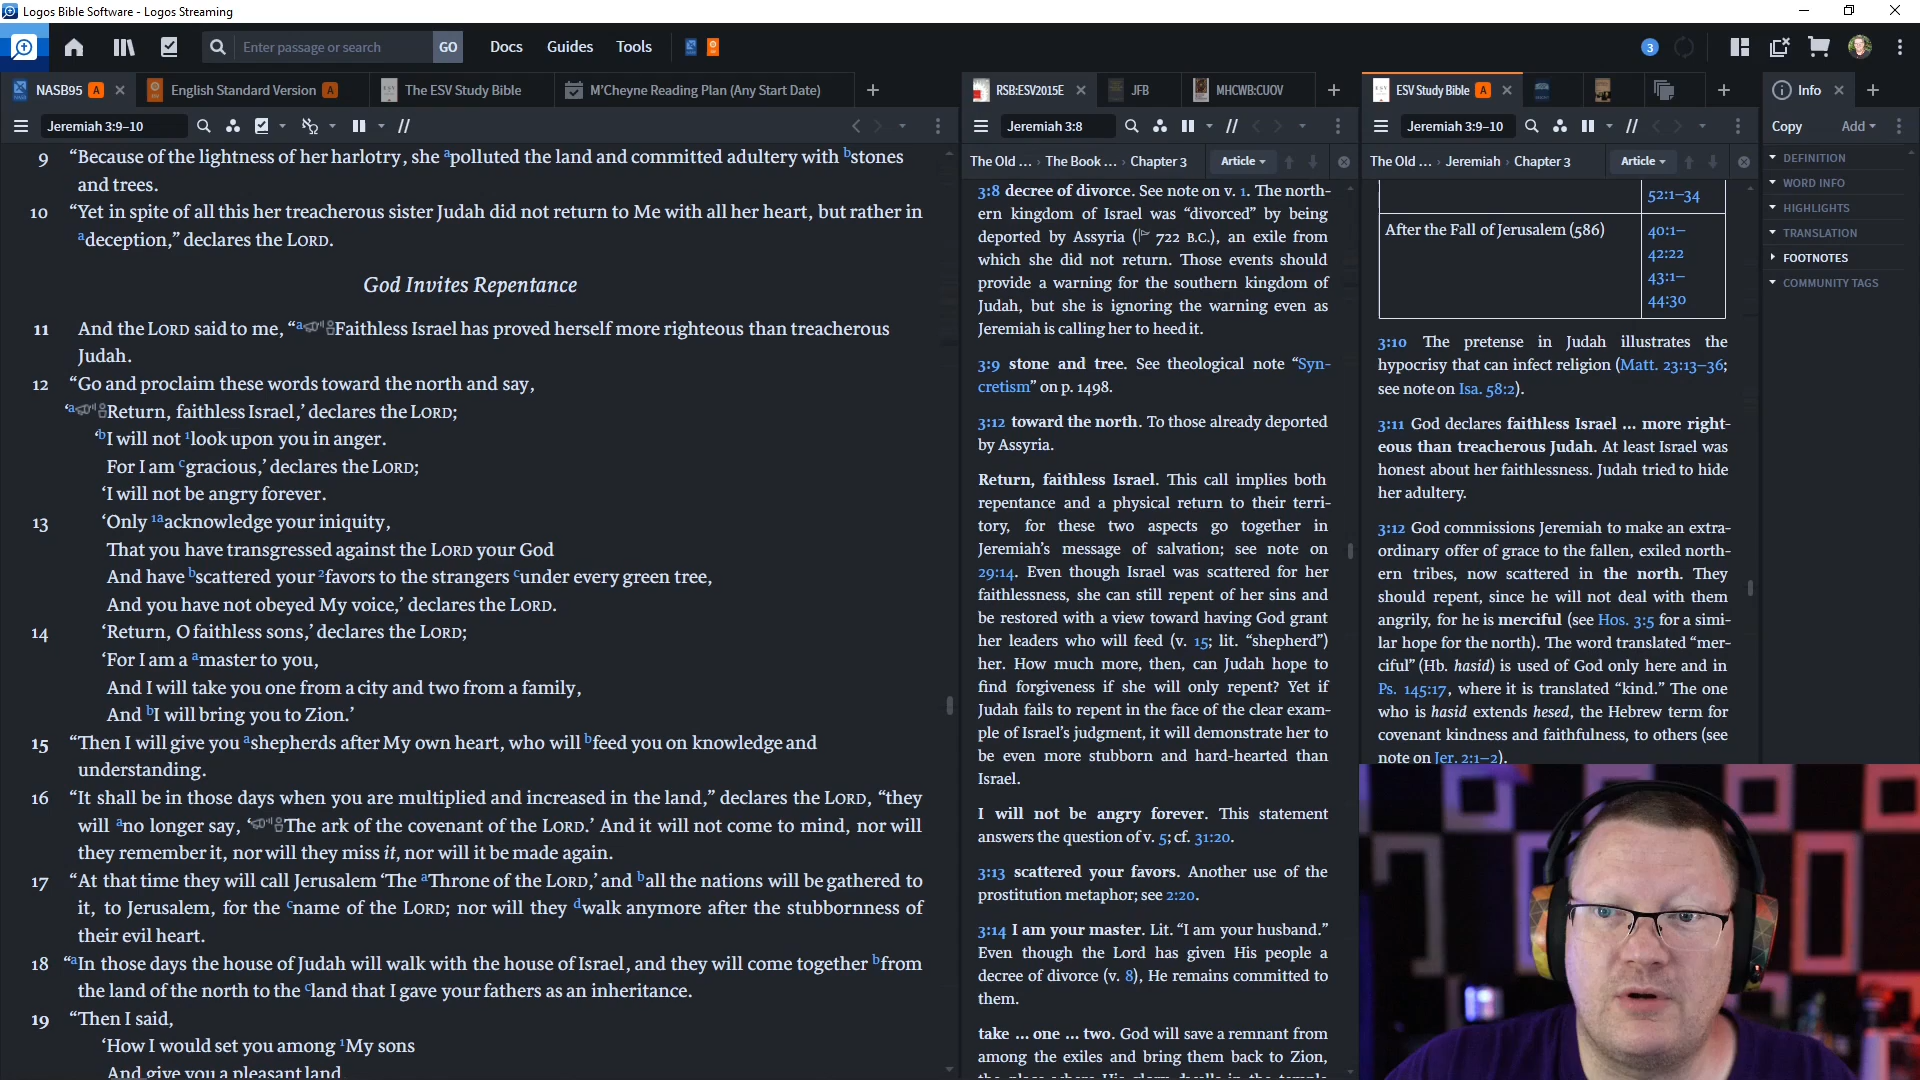 Logos Bible Software - Logos Streaming
Enter passage or search GO Docs Guides Tools 3
NASB95 A English Standard Version A The ESV Study Bible M'Cheyne Reading Plan (Any Start Date)
Jeremiah 3:9–10 //
9 “Because of the lightness of her harlotry, she apolluted the land and committed adultery with bstones
and trees.
10 “Yet in spite of all this her treacherous sister Judah did not return to Me with all her heart, but rather in
adeception,” declares the LORD.
God Invites Repentance
11 And the LORD said to me, “aFaithless Israel has proved herself more righteous than treacherous
Judah.
12 “Go and proclaim these words toward the north and say,
‘aReturn, faithless Israel,’ declares the LORD;
‘bI will not 1look upon you in anger.
For I am cgracious,’ declares the LORD;
‘I will not be angry forever.
13 ‘Only 1aacknowledge your iniquity,
That you have transgressed against the LORD your God
And have bscattered your 2favors to the strangers cunder every green tree,
And you have not obeyed My voice,’ declares the LORD.
14 ‘Return, O faithless sons,’ declares the LORD;
‘For I am a amaster to you,
And I will take you one from a city and two from a family,
And bI will bring you to Zion.’
15 “Then I will give you ashepherds after My own heart, who will bfeed you on knowledge and
understanding.
16 “It shall be in those days when you are multiplied and increased in the land,” declares the LORD, “they
will ano longer say, ‘The ark of the covenant of the LORD.’ And it will not come to mind, nor will
they remember it, nor will they miss it, nor will it be made again.
17 “At that time they will call Jerusalem ‘The aThrone of the LORD,’ and ball the nations will be gathered to
it, to Jerusalem, for the cname of the LORD; nor will they dwalk anymore after the stubbornness of
their evil heart.
18 “aIn those days the house of Judah will walk with the house of Israel, and they will come together bfrom
the land of the north to the cland that I gave your fathers as an inheritance.
19 “Then I said,
‘How I would set you among 1My sons
And give you a pleasant land
RSB:ESV2015E JFB MHCWB:CUOV
Jeremiah 3:8 //
The Old ... › The Book ... › Chapter 3 Article
3:8 decree of divorce. See note on v. 1. The north-
ern kingdom of Israel was “divorced” by being
deported by Assyria (722 B.C.), an exile from
which she did not return. Those events should
provide a warning for the southern kingdom of
Judah, but she is ignoring the warning even as
Jeremiah is calling her to heed it.
3:9 stone and tree. See theological note “Syn-
cretism” on p. 1498.
3:12 toward the north. To those already deported
by Assyria.
Return, faithless Israel. This call implies both
repentance and a physical return to their terri-
tory, for these two aspects go together in
Jeremiah’s message of salvation; see note on
29:14. Even though Israel was scattered for her
faithlessness, she can still repent of her sins and
be restored with a view toward having God grant
her leaders who will feed (v. 15; lit. “shepherd”)
her. How much more, then, can Judah hope to
find forgiveness if she will only repent? Yet if
Judah fails to repent in the face of the clear exam-
ple of Israel’s judgment, it will demonstrate her to
be even more stubborn and hard-hearted than
Israel.
I will not be angry forever. This statement
answers the question of v. 5; cf. 31:20.
3:13 scattered your favors. Another use of the
prostitution metaphor; see 2:20.
3:14 I am your master. Lit. “I am your husband.”
Even though the Lord has given His people a
decree of divorce (v. 8), He remains committed to
them.
take ... one ... two. God will save a remnant from
among the exiles and bring them back to Zion,
ESV Study Bible A
Jeremiah 3:9–10 //
The Old ... › Jeremiah › Chapter 3 Article
52:1–34
After the Fall of Jerusalem (586) 40:1–
42:22
43:1–
44:30
3:10 The pretense in Judah illustrates the
hypocrisy that can infect religion (Matt. 23:13–36;
see note on Isa. 58:2).
3:11 God declares faithless Israel ... more right-
eous than treacherous Judah. At least Israel was
honest about her faithlessness. Judah tried to hide
her adultery.
3:12 God commissions Jeremiah to make an extra-
ordinary offer of grace to the fallen, exiled north-
ern tribes, now scattered in the north. They
should repent, since he will not deal with them
angrily, for he is merciful (see Hos. 3:5 for a simi-
lar hope for the north). The word translated “mer-
ciful” (Hb. hasid) is used of God only here and in
Ps. 145:17, where it is translated “kind.” The one
who is hasid extends hesed, the Hebrew term for
covenant kindness and faithfulness, to others (see
note on Jer. 2:1–2).
Info
Copy Add
DEFINITION
WORD INFO
HIGHLIGHTS
TRANSLATION
FOOTNOTES
COMMUNITY TAGS